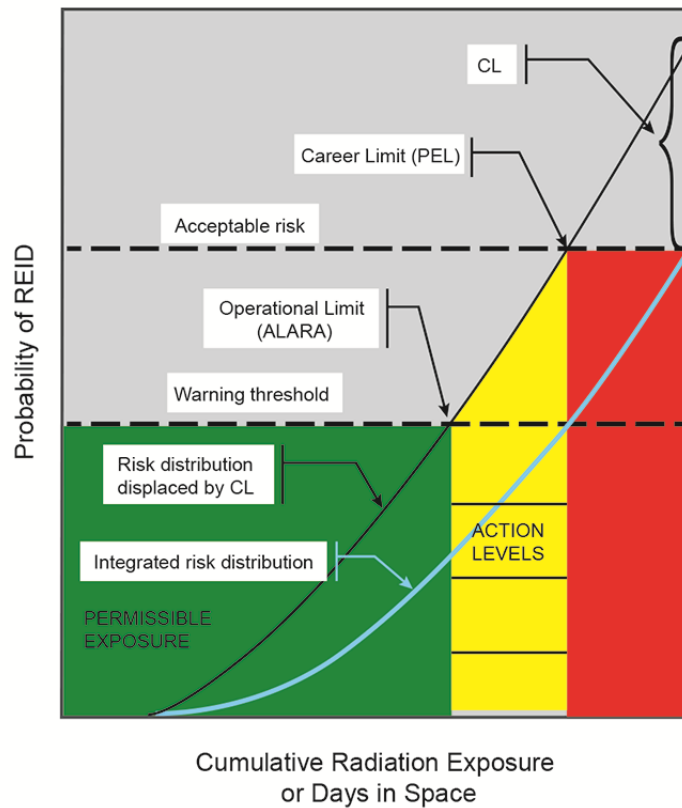 CL
Career Limit (PEL)
Acceptable risk
Operational Limit
(ALARA)
Warning threshold
Risk distribution
displaced by CL
ACTION
LEVELS
Integrated risk distribution
PERMISSIBLE
EXPOSURE
Probability of REID
Cumulative Radiation Exposure
or Days in Space